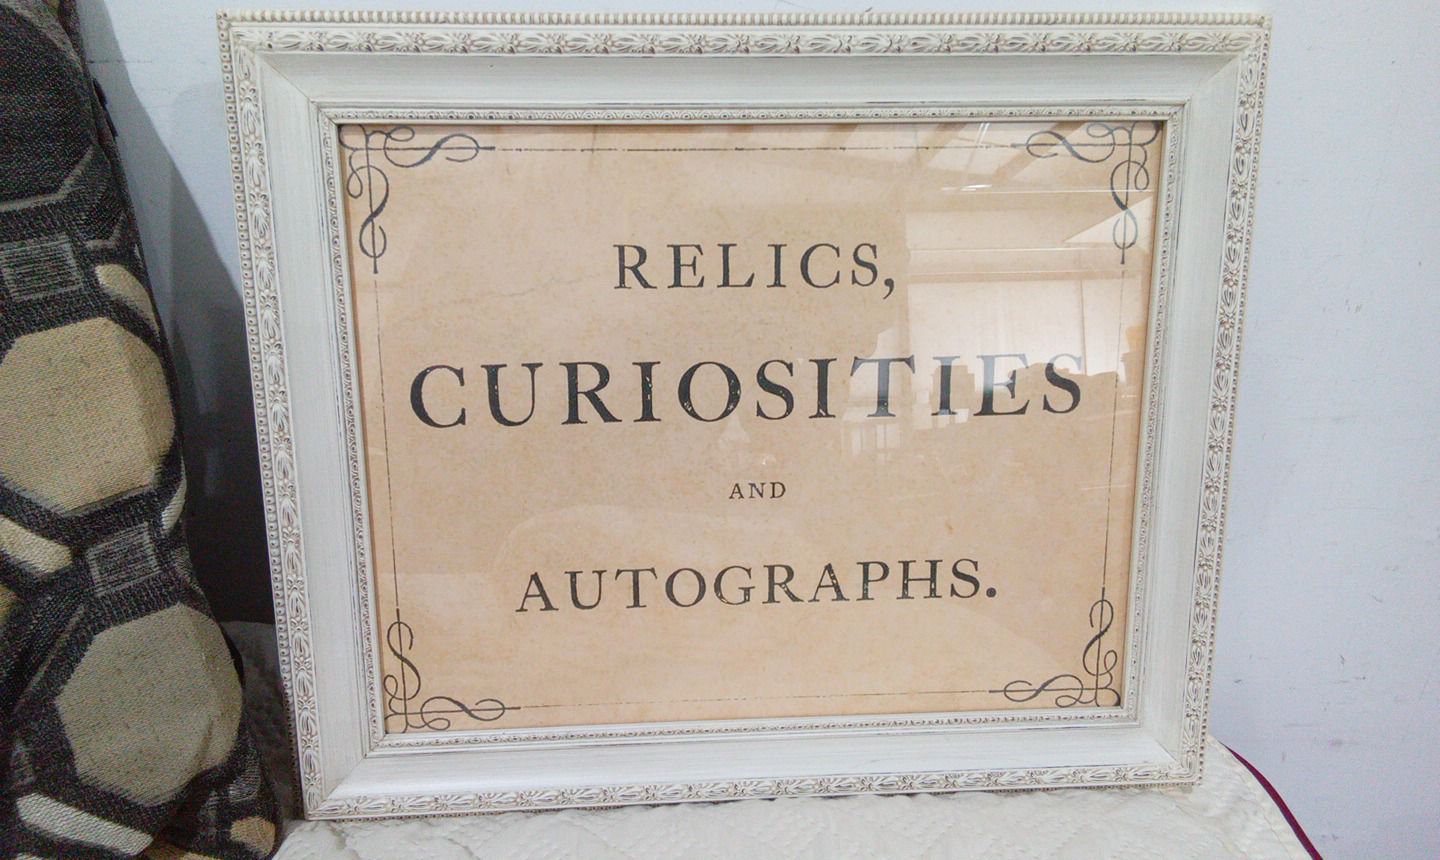 RELICS,
CURIOSITIES
AND
AUTOGRAPHS.